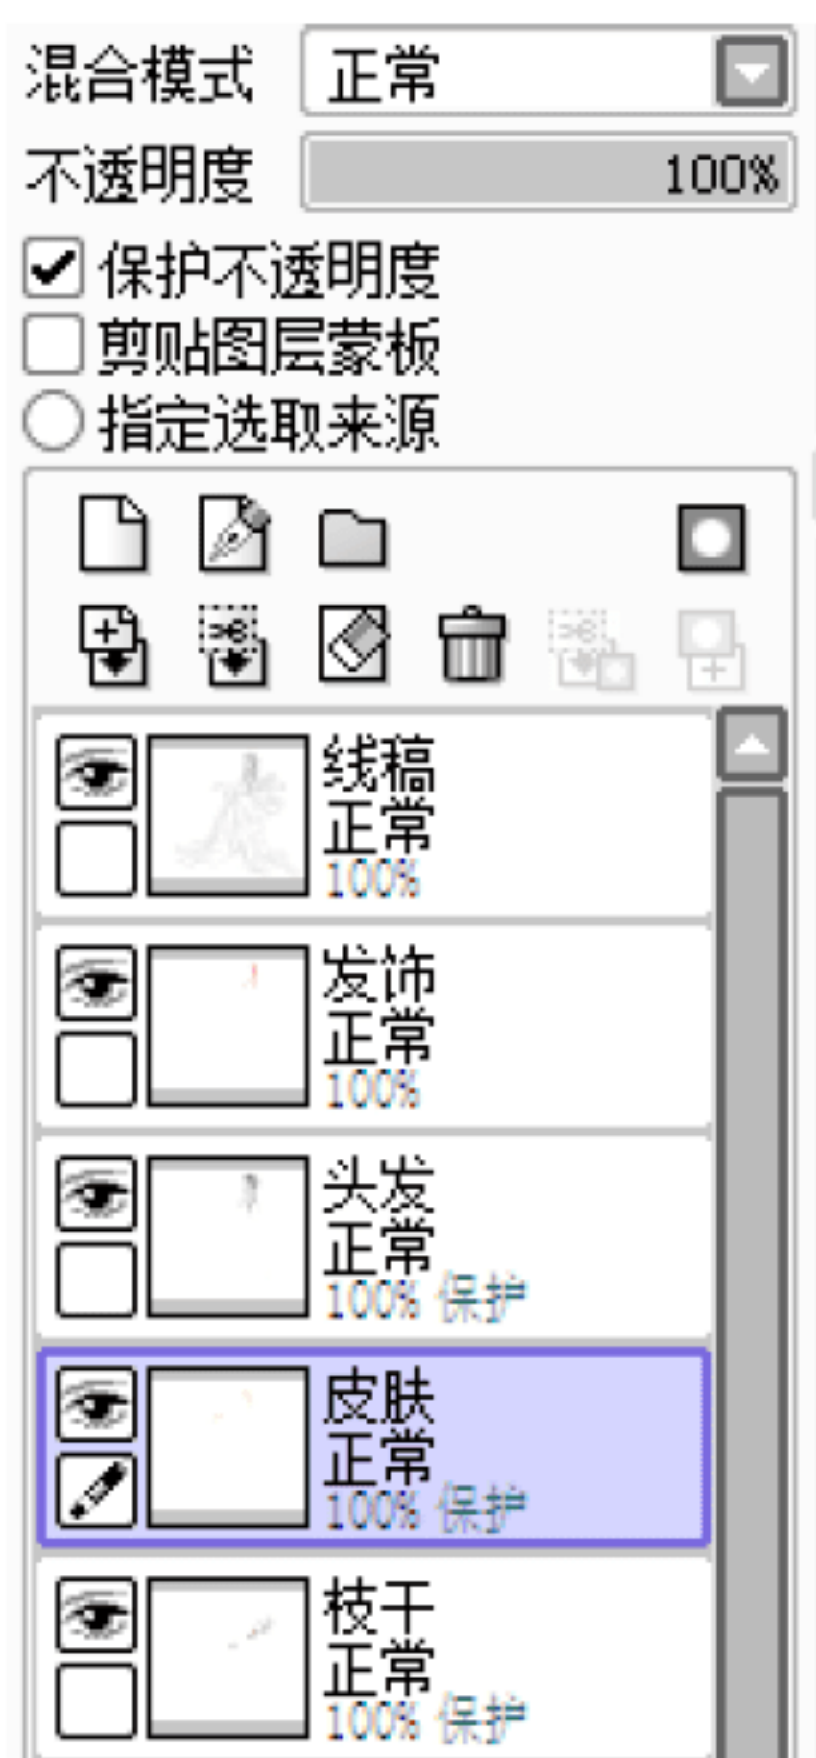 混合模式 正常
不透明度 100%
保护不透明度
剪贴图层蒙板
指定选取来源
线稿
正常
100%
发饰
正常
100%
头发
正常
100% 保护
皮肤
正常
100% 保护
枝干
正常
100% 保护